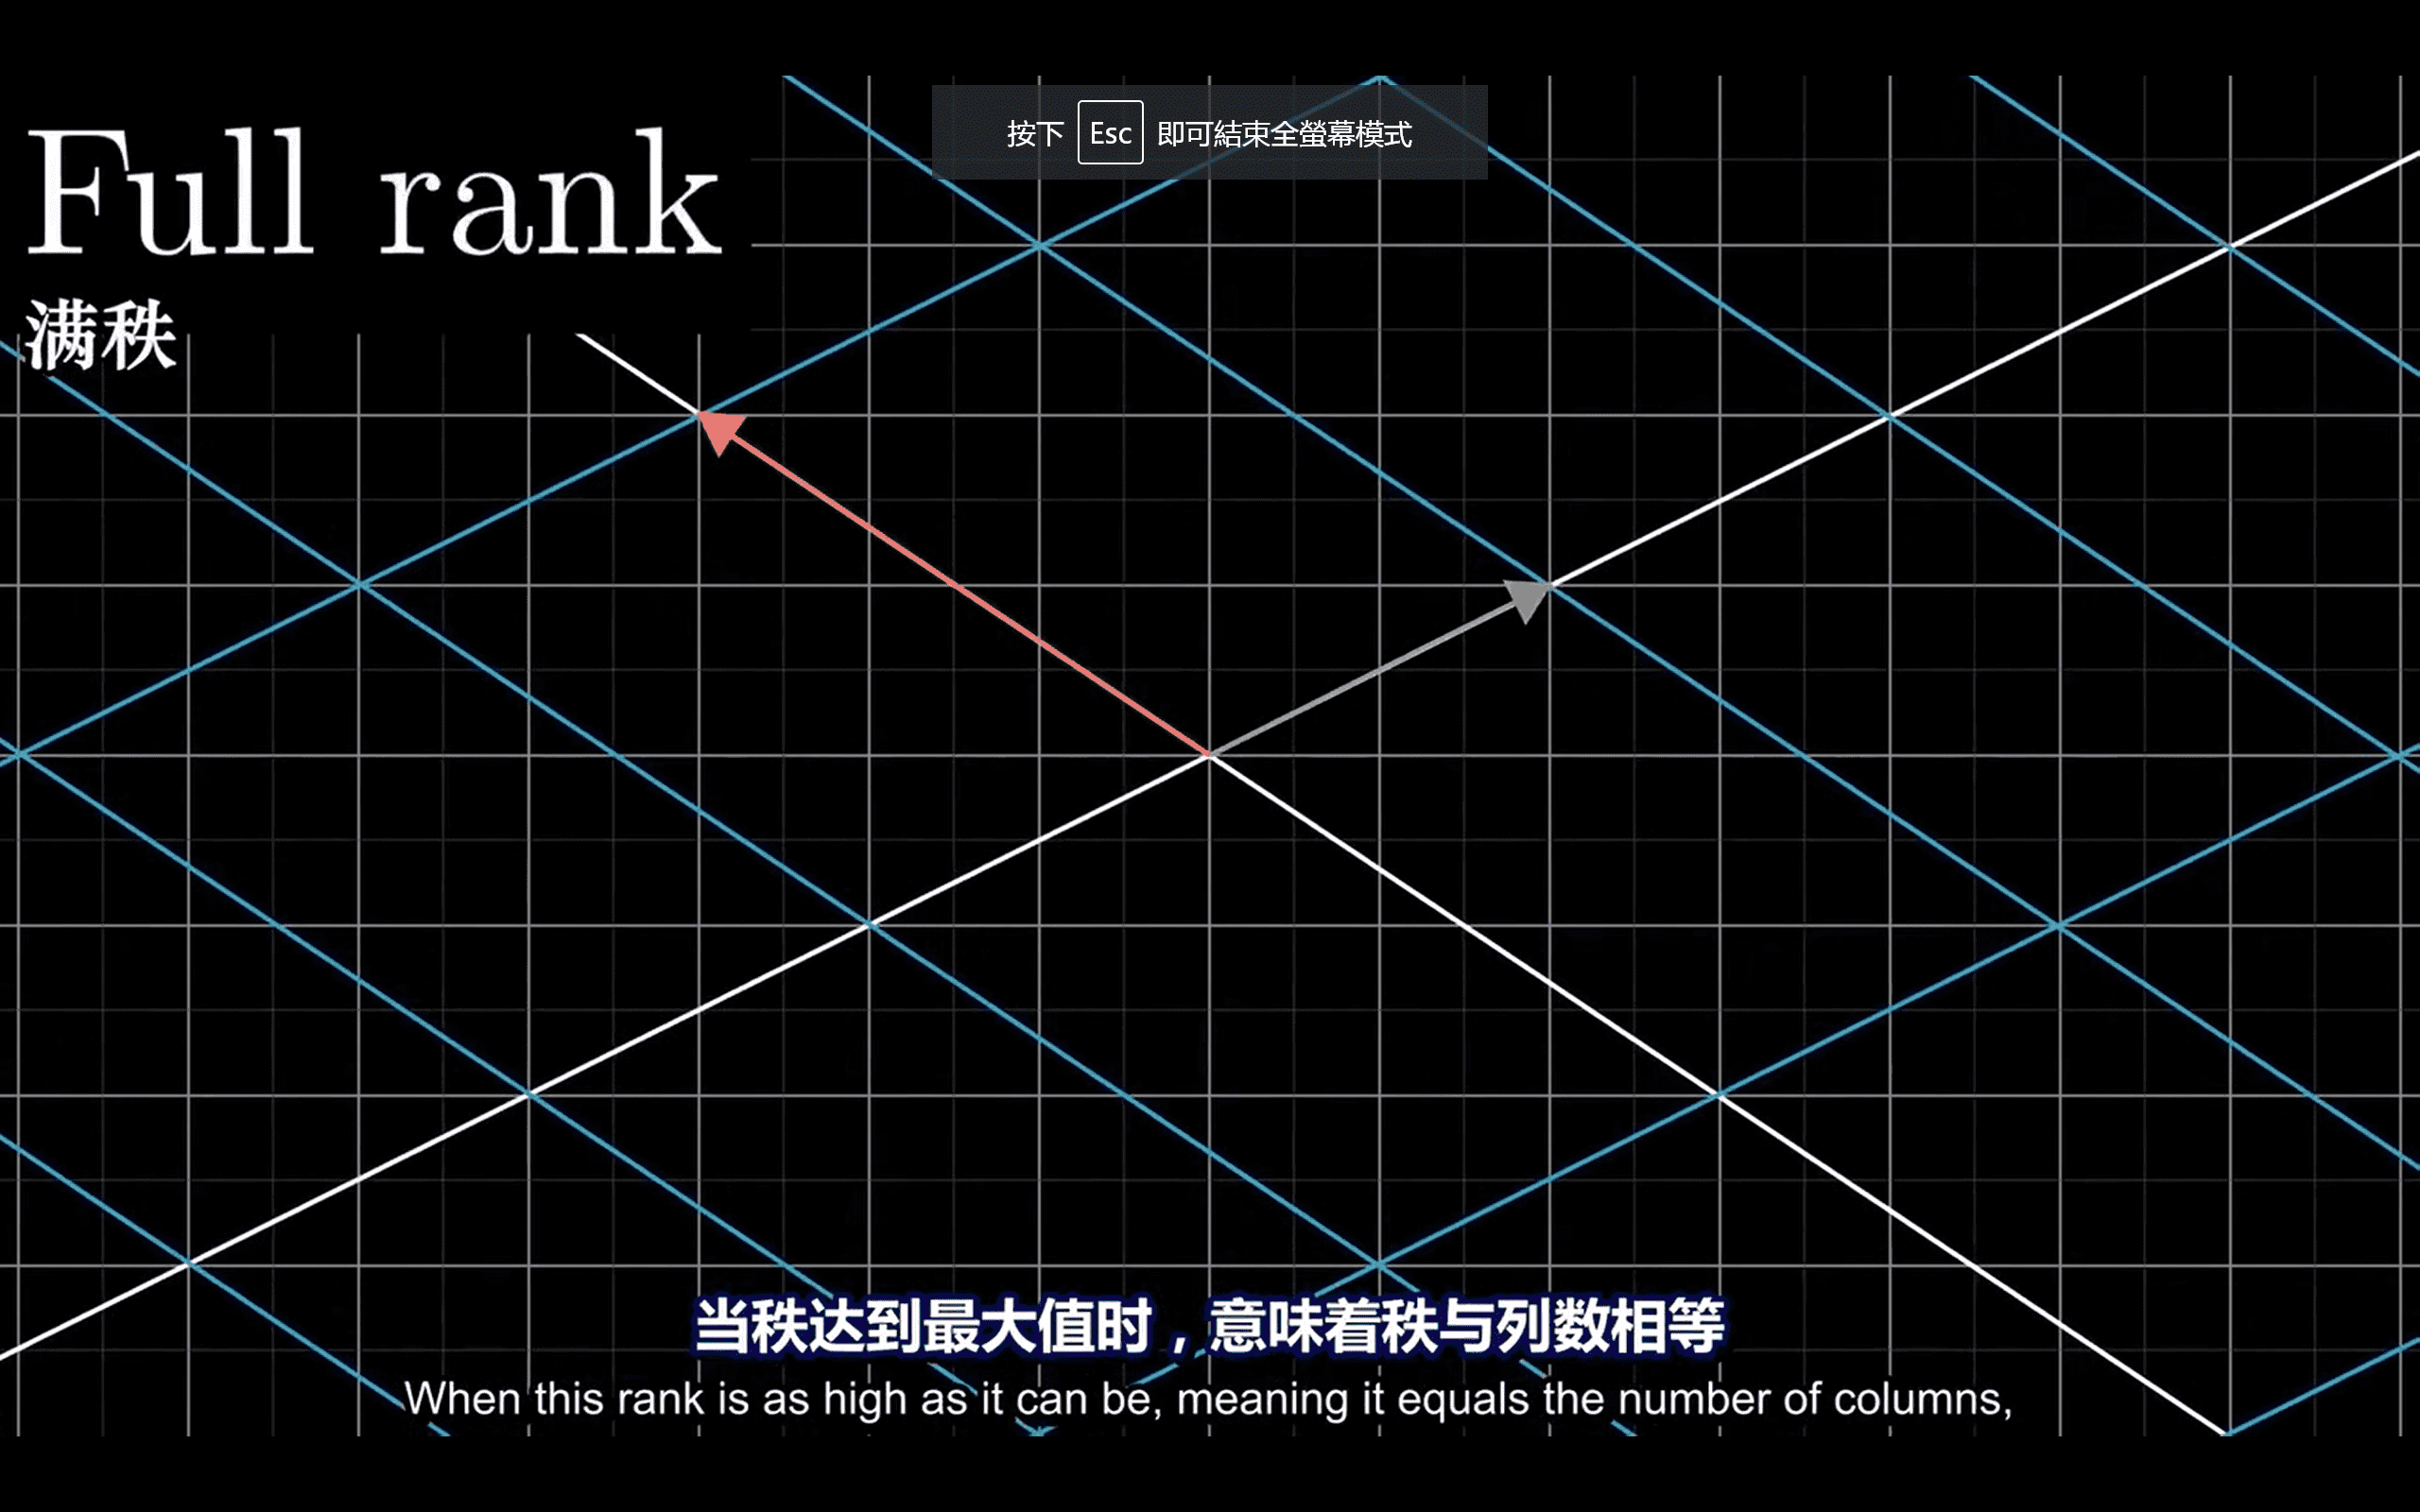 按下 Esc 即可結束全螢幕模式
Full rank
满秩
当秩达到最大值时，意味着秩与列数相等
When this rank is as high as it can be, meaning it equals the number of columns,